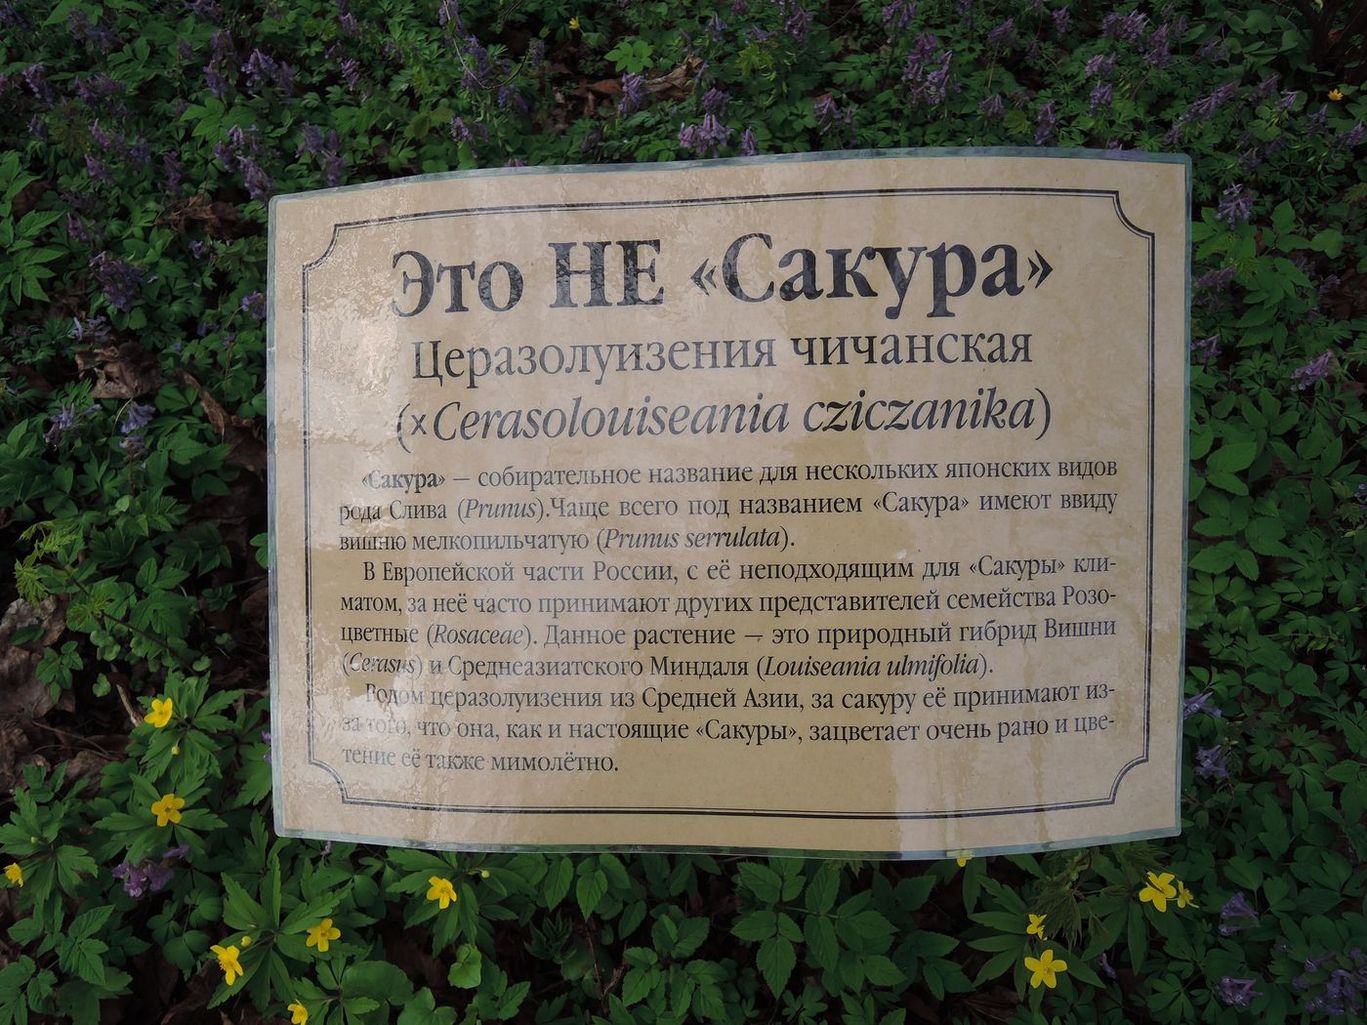 Это НЕ «Сакура»
Церазолуизения чичанская
(×Cerasolouiseania cziczanika)
«Сакура» — собирательное название для нескольких японских видов
рода Слива (Prunus).Чаще всего под названием «Сакура» имеют ввиду
вишню мелкопильчатую (Prunus serrulata).
В Европейской части России, с её неподходящим для «Сакуры» кли-
матом, за неё часто принимают других представителей семейства Розо-
цветные (Rosaceae). Данное растение — это природный гибрид Вишни
(Cerasus) и Среднеазиатского Миндаля (Louiseania ulmifolia).
Родом церазолуизения из Средней Азии, за сакуру её принимают из-
за того, что она, как и настоящие «Сакуры», зацветает очень рано и цве-
тение её также мимолётно.